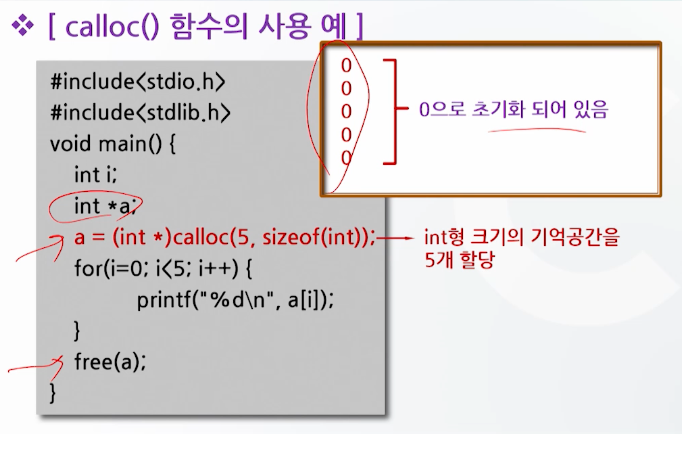 ❖ [ calloc() 함수의 사용 예 ]
#include<stdio.h>
#include<stdlib.h>
void main() {
int i;
int *a;
a = (int *)calloc(5, sizeof(int));
for(i=0; i<5; i++) {
printf("%d\n", a[i]);
}
free(a);
}
0
0
0
0
0
0으로 초기화 되어 있음
int형 크기의 기억공간을
5개 할당